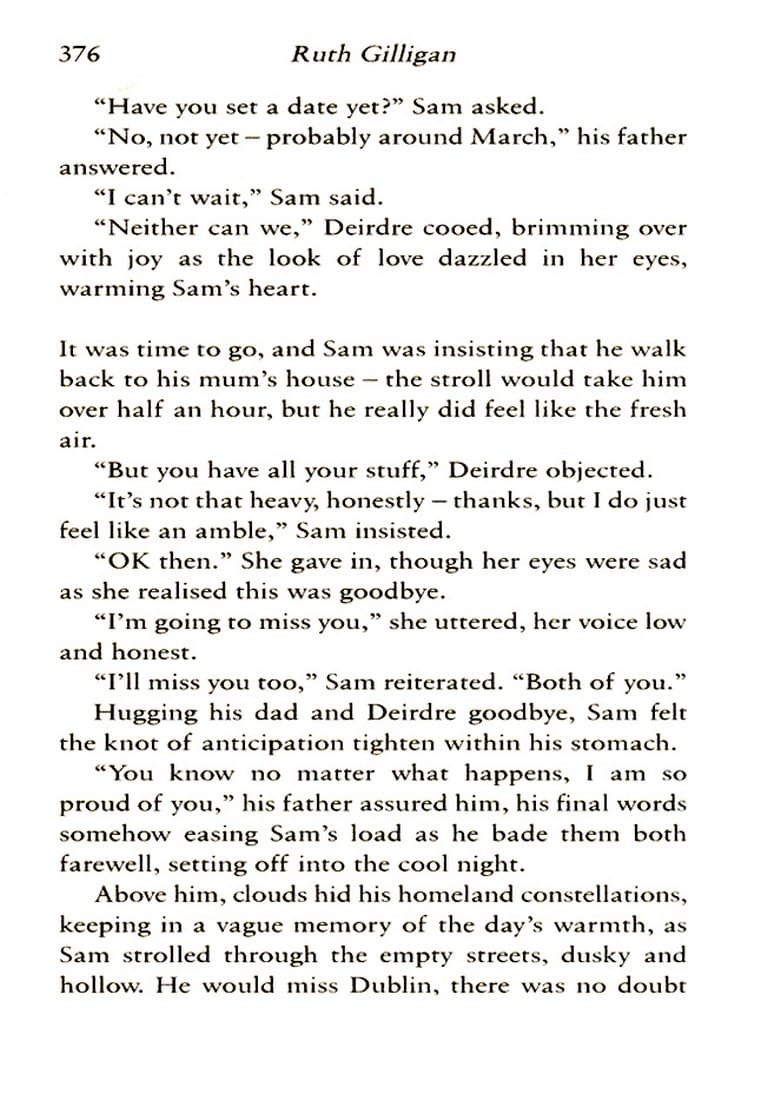 376 Ruth Gilligan
“Have you set a date yet?” Sam asked.
“No, not yet – probably around March,” his father
answered.
“I can’t wait,” Sam said.
“Neither can we,” Deirdre cooed, brimming over
with joy as the look of love dazzled in her eyes,
warming Sam’s heart.
It was time to go, and Sam was insisting that he walk
back to his mum’s house – the stroll would take him
over half an hour, but he really did feel like the fresh
air.
“But you have all your stuff,” Deirdre objected.
“It’s not that heavy, honestly – thanks, but I do just
feel like an amble,” Sam insisted.
“OK then.” She gave in, though her eyes were sad
as she realised this was goodbye.
“I’m going to miss you,” she uttered, her voice low
and honest.
“I’ll miss you too,” Sam reiterated. “Both of you.”
Hugging his dad and Deirdre goodbye, Sam felt
the knot of anticipation tighten within his stomach.
“You know no matter what happens, I am so
proud of you,” his father assured him, his final words
somehow easing Sam’s load as he bade them both
farewell, setting off into the cool night.
Above him, clouds hid his homeland constellations,
keeping in a vague memory of the day’s warmth, as
Sam strolled through the empty streets, dusky and
hollow. He would miss Dublin, there was no doubt